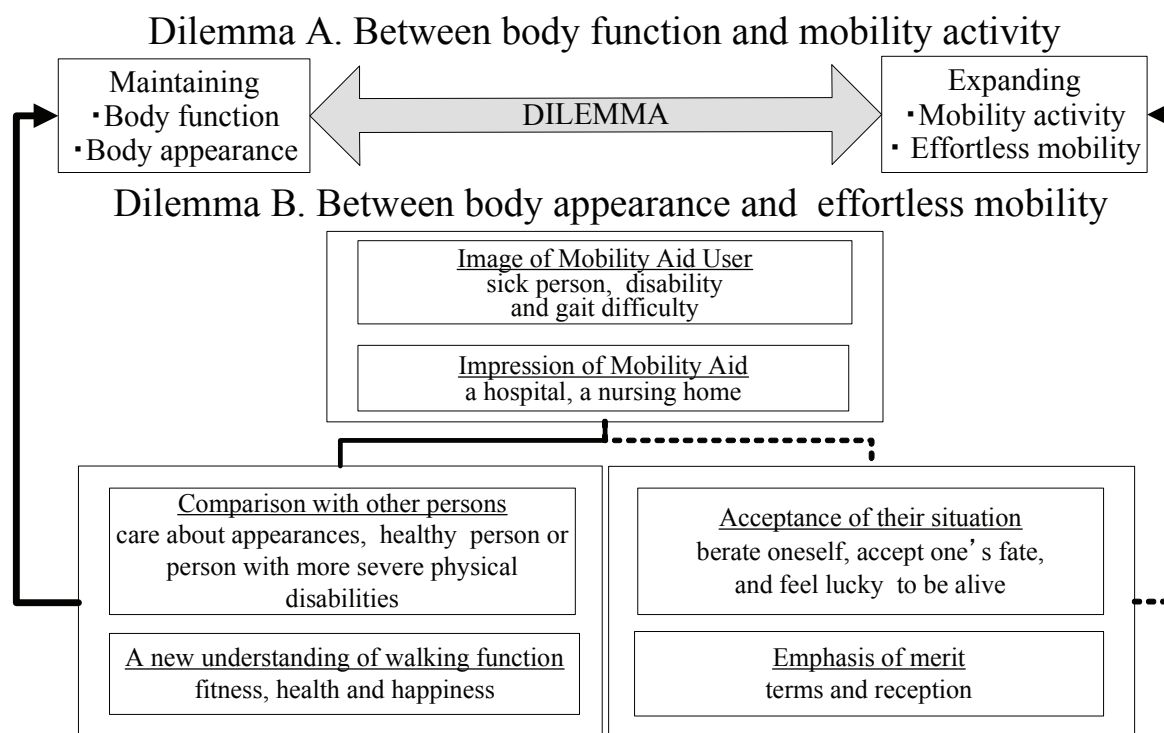 Dilemma A. Between body function and mobility activity
Maintaining
・Body function
・Body appearance
DILEMMA
Expanding
・Mobility activity
・Effortless mobility
Dilemma B. Between body appearance and effortless mobility
Image of Mobility Aid User
sick person, disability
and gait difficulty
Impression of Mobility Aid
a hospital, a nursing home
Comparison with other persons
care about appearances, healthy person or
person with more severe physical
disabilities
A new understanding of walking function
fitness, health and happiness
Acceptance of their situation
berate oneself, accept one’s fate,
and feel lucky to be alive
Emphasis of merit
terms and reception